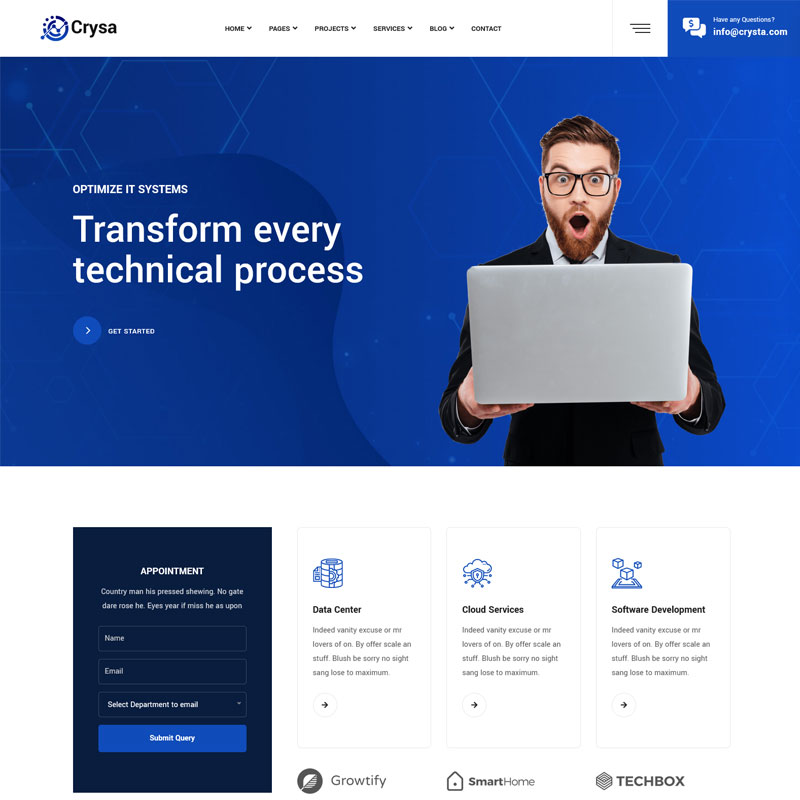 Crysa
HOME
PAGES
PROJECTS
SERVICES
BLOG
CONTACT
Have any Questions?
info@crysta.com
OPTIMIZE IT SYSTEMS
Transform every
technical process
GET STARTED
APPOINTMENT
Country man his pressed shewing. No gate
dare rose he. Eyes year if miss he as upon
Name
Email
Select Department to email
Submit Query
Data Center
Indeed vanity excuse or mr
lovers of on. By offer scale an
stuff. Blush be sorry no sight
sang lose to maximum.
Cloud Services
Indeed vanity excuse or mr
lovers of on. By offer scale an
stuff. Blush be sorry no sight
sang lose to maximum.
Software Development
Indeed vanity excuse or mr
lovers of on. By offer scale an
stuff. Blush be sorry no sight
sang lose to maximum.
Growtify
SmartHome
TECHBOX